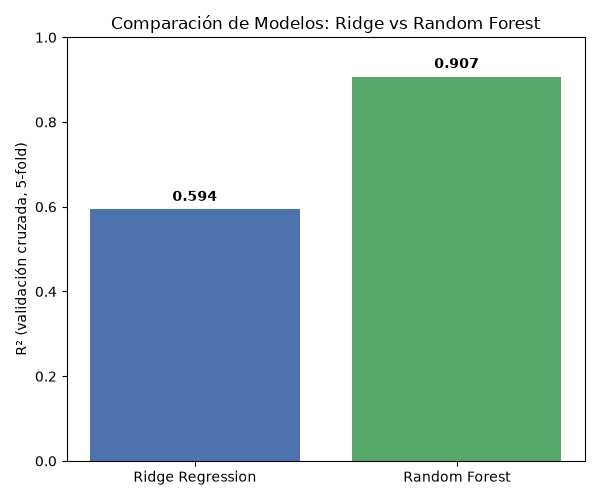 Comparación de Modelos: Ridge vs Random Forest
R² (validación cruzada, 5-fold)
1.0
0.8
0.6
0.4
0.2
0.0
0.594
0.907
Ridge Regression
Random Forest